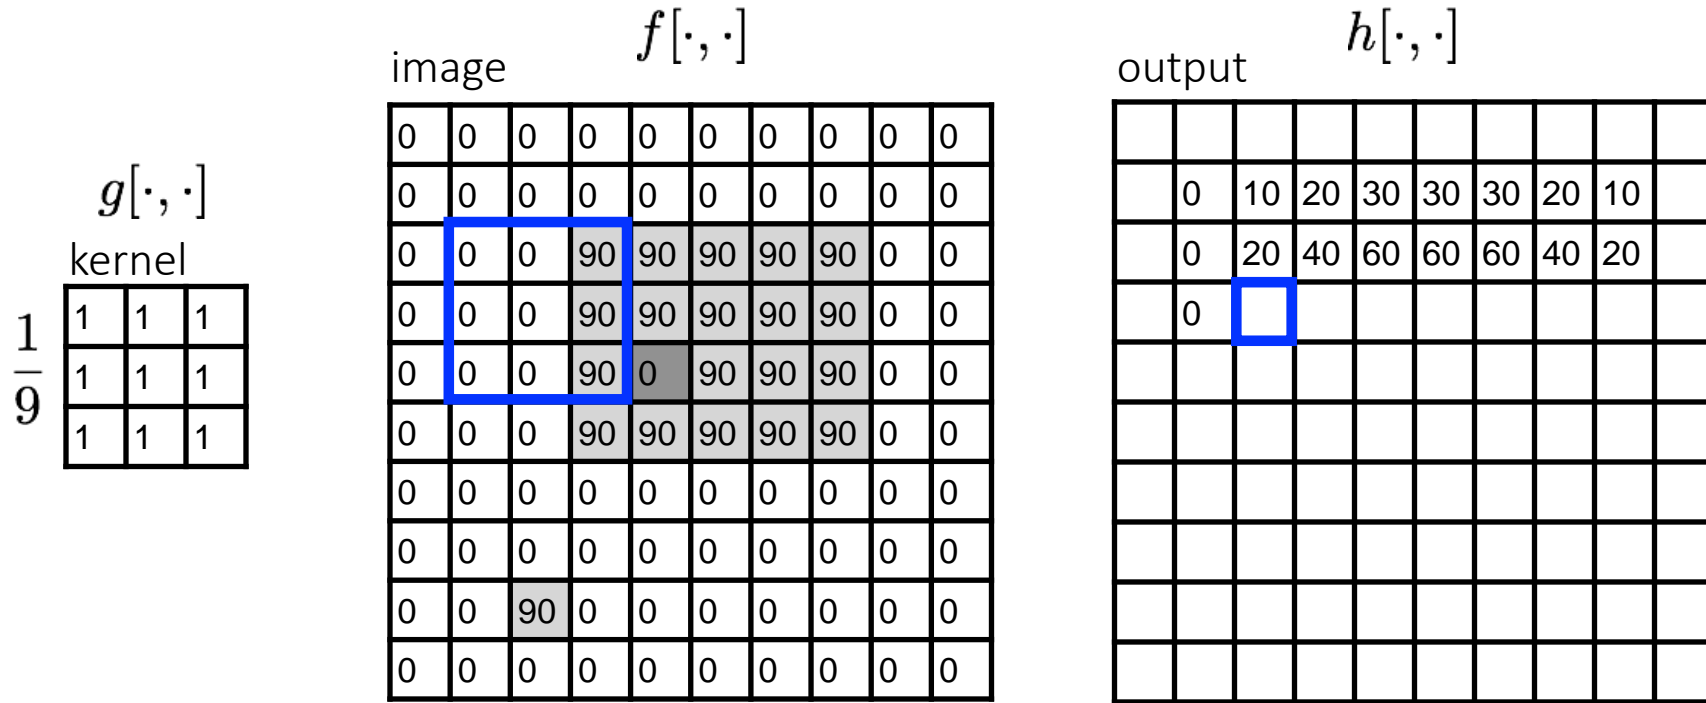 g[·, ·]
kernel
1/9
1 1 1
1 1 1
1 1 1
f[·, ·]
image
0 0 0 0 0 0 0 0 0 0
0 0 0 0 0 0 0 0 0 0
0 0 0 90 90 90 90 90 0 0
0 0 0 90 90 90 90 90 0 0
0 0 0 90 0 90 90 90 0 0
0 0 0 90 90 90 90 90 0 0
0 0 0 0 0 0 0 0 0 0
0 0 0 0 0 0 0 0 0 0
0 0 90 0 0 0 0 0 0 0
0 0 0 0 0 0 0 0 0 0
h[·, ·]
output
0 10 20 30 30 30 20 10
0 20 40 60 60 60 40 20
0